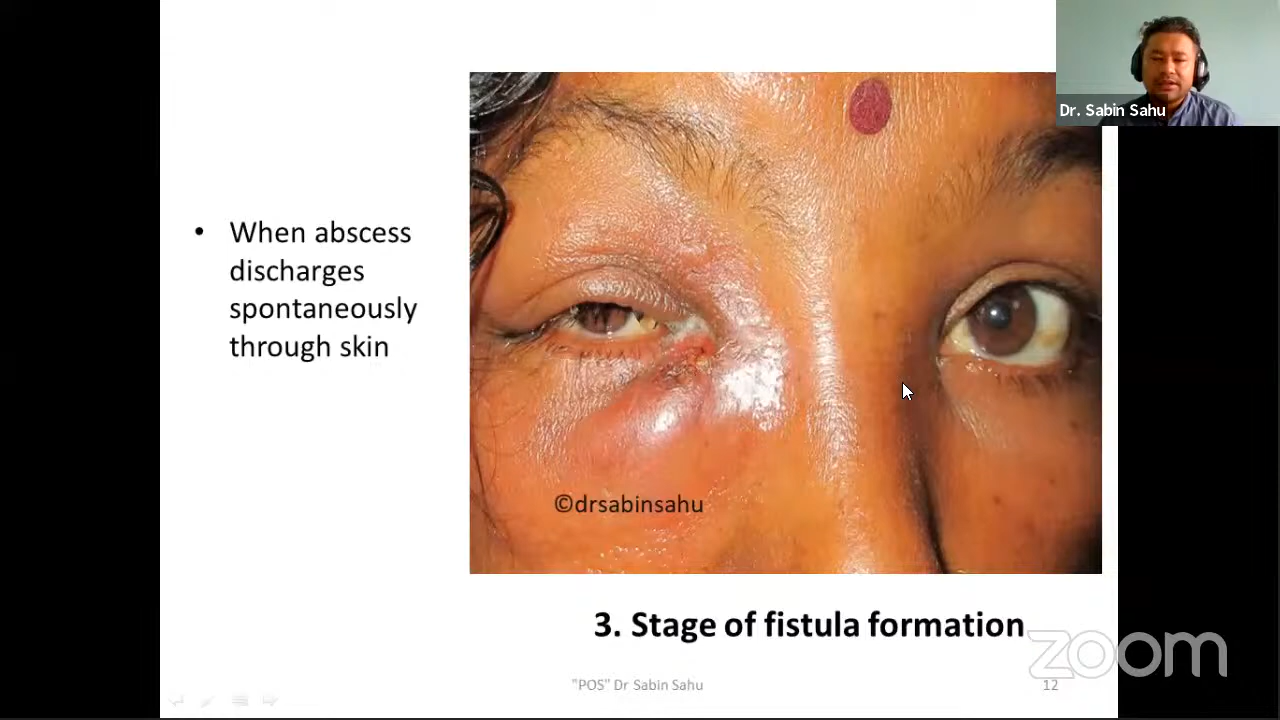 Dr. Sabin Sahu
• When abscess
discharges
spontaneously
through skin
©drsabinsahu
3. Stage of fistula formation
zoom
"POS" Dr Sabin Sahu
12